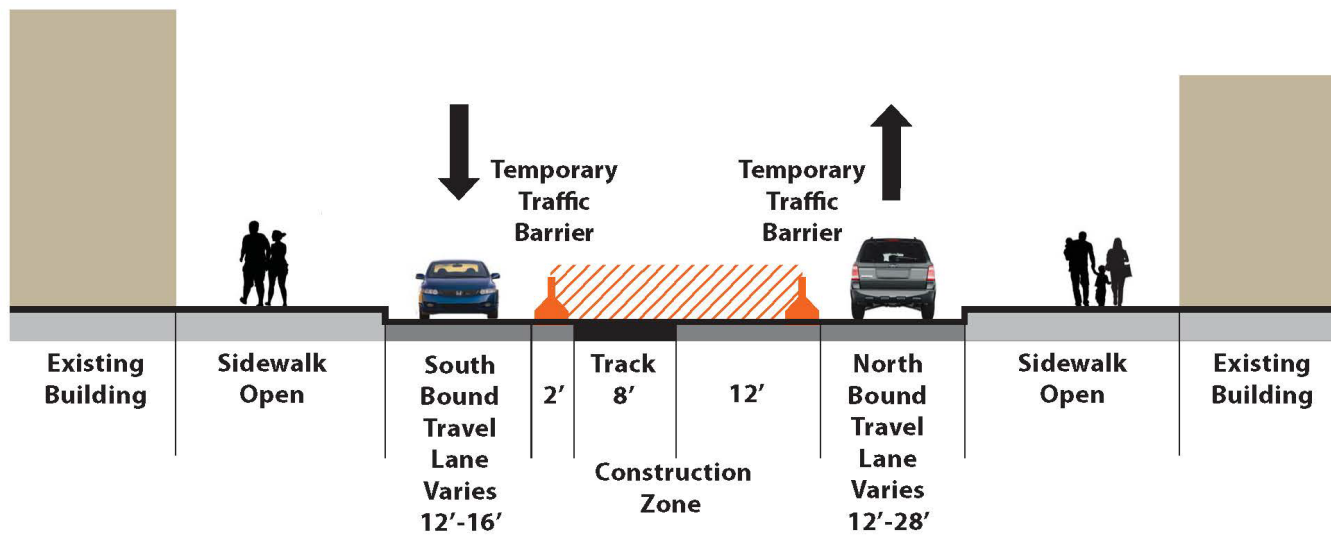 Temporary
Traffic
Barrier
Temporary
Traffic
Barrier
Existing
Building
Sidewalk
Open
South
Bound
Travel
Lane
Varies
12’-16’
2’
Track
8’
12’
Construction
Zone
North
Bound
Travel
Lane
Varies
12’-28’
Sidewalk
Open
Existing
Building